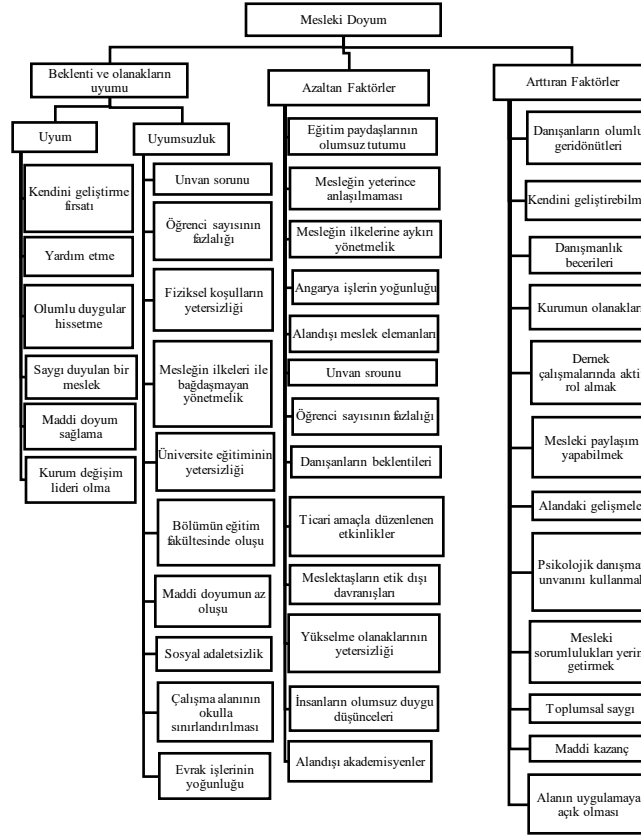 Mesleki Doyum
Beklenti ve olanakların
uyumu
Uyum
Kendini geliştirme
fırsatı
Yardım etme
Olumlu duygular
hissetme
Saygı duyulan bir
meslek
Maddi doyum
sağlama
Kurum değişim
lideri olma
Uyumsuzluk
Unvan sorunu
Öğrenci sayısının
fazlalığı
Fiziksel koşulların
yetersizliği
Mesleğin ilkeleri ile
bağdaşmayan
yönetmelik
Üniversite eğitiminin
yetersizliği
Bölümün eğitim
fakültesinde oluşu
Maddi doyumun az
oluşu
Sosyal adaletsizlik
Çalışma alanının
okulla
sınırlandırılması
Evrak işlerinin
yoğunluğu
Azaltan Faktörler
Eğitim paydaşlarının
olumsuz tutumu
Mesleğin yeterince
anlaşılmaması
Mesleğin ilkelerine aykırı
yönetmelik
Angarya işlerin yoğunluğu
Alandışı meslek elemanları
Unvan srounu
Öğrenci sayısının fazlalığı
Danışanların beklentileri
Ticari amaçla düzenlenen
etkinlikler
Meslektaşların etik dışı
davranışları
Yükselme olanaklarının
yetersizliği
İnsanların olumsuz duygu
düşünceleri
Alandışı akademisyenler
Arttıran Faktörler
Danışanların olumlu
geridönütleri
Kendini geliştirebilm
Danışmanlık
becerileri
Kurumun olanakları
Dernek
çalışmalarında akti
rol almak
Mesleki paylaşım
yapabilmek
Alandaki gelişmele
Psikolojik danışma
unvanını kullanmak
Mesleki
sorumlulukları yerin
getirmek
Toplumsal saygı
Maddi kazanç
Alanın uygulamaya
açık olması